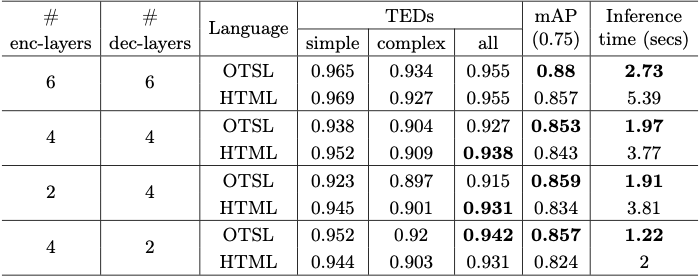 # # Language TEDs mAP Inference
enc-layers dec-layers simple complex all (0.75) time (secs)
6 6 OTSL 0.965 0.934 0.955 0.88 2.73
HTML 0.969 0.927 0.955 0.857 5.39
4 4 OTSL 0.938 0.904 0.927 0.853 1.97
HTML 0.952 0.909 0.938 0.843 3.77
2 4 OTSL 0.923 0.897 0.915 0.859 1.91
HTML 0.945 0.901 0.931 0.834 3.81
4 2 OTSL 0.952 0.92 0.942 0.857 1.22
HTML 0.944 0.903 0.931 0.824 2